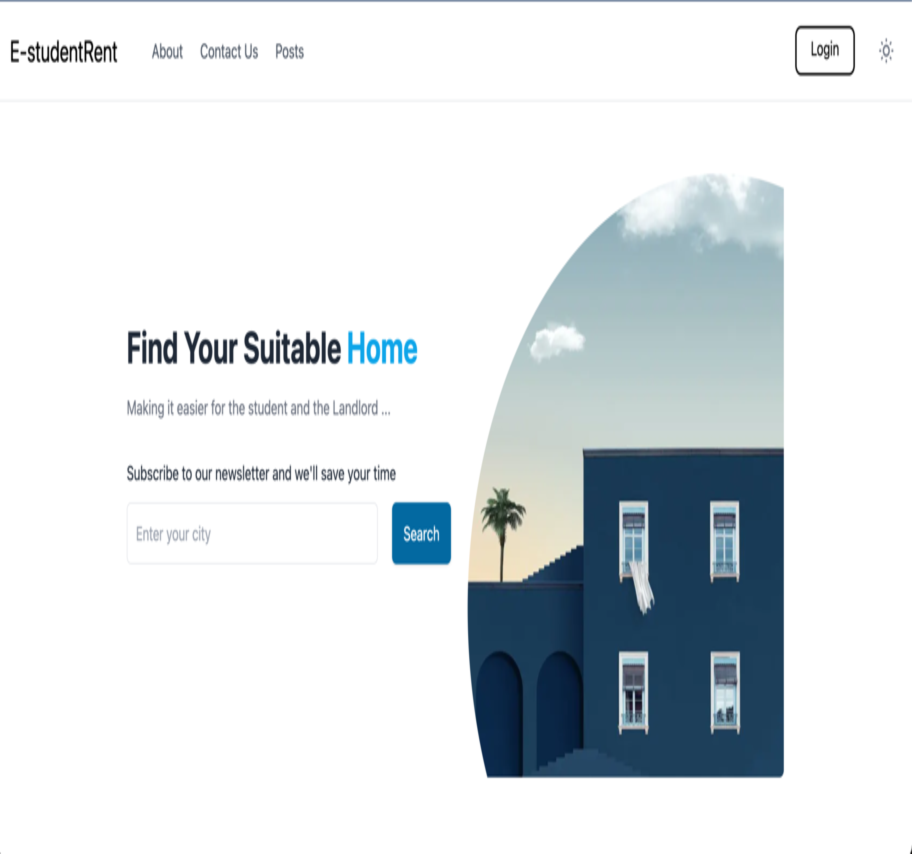 E-studentRent
About
Contact Us
Posts
Login
Find Your Suitable Home
Making it easier for the student and the Landlord ...
Subscribe to our newsletter and we'll save your time
Enter your city
Search